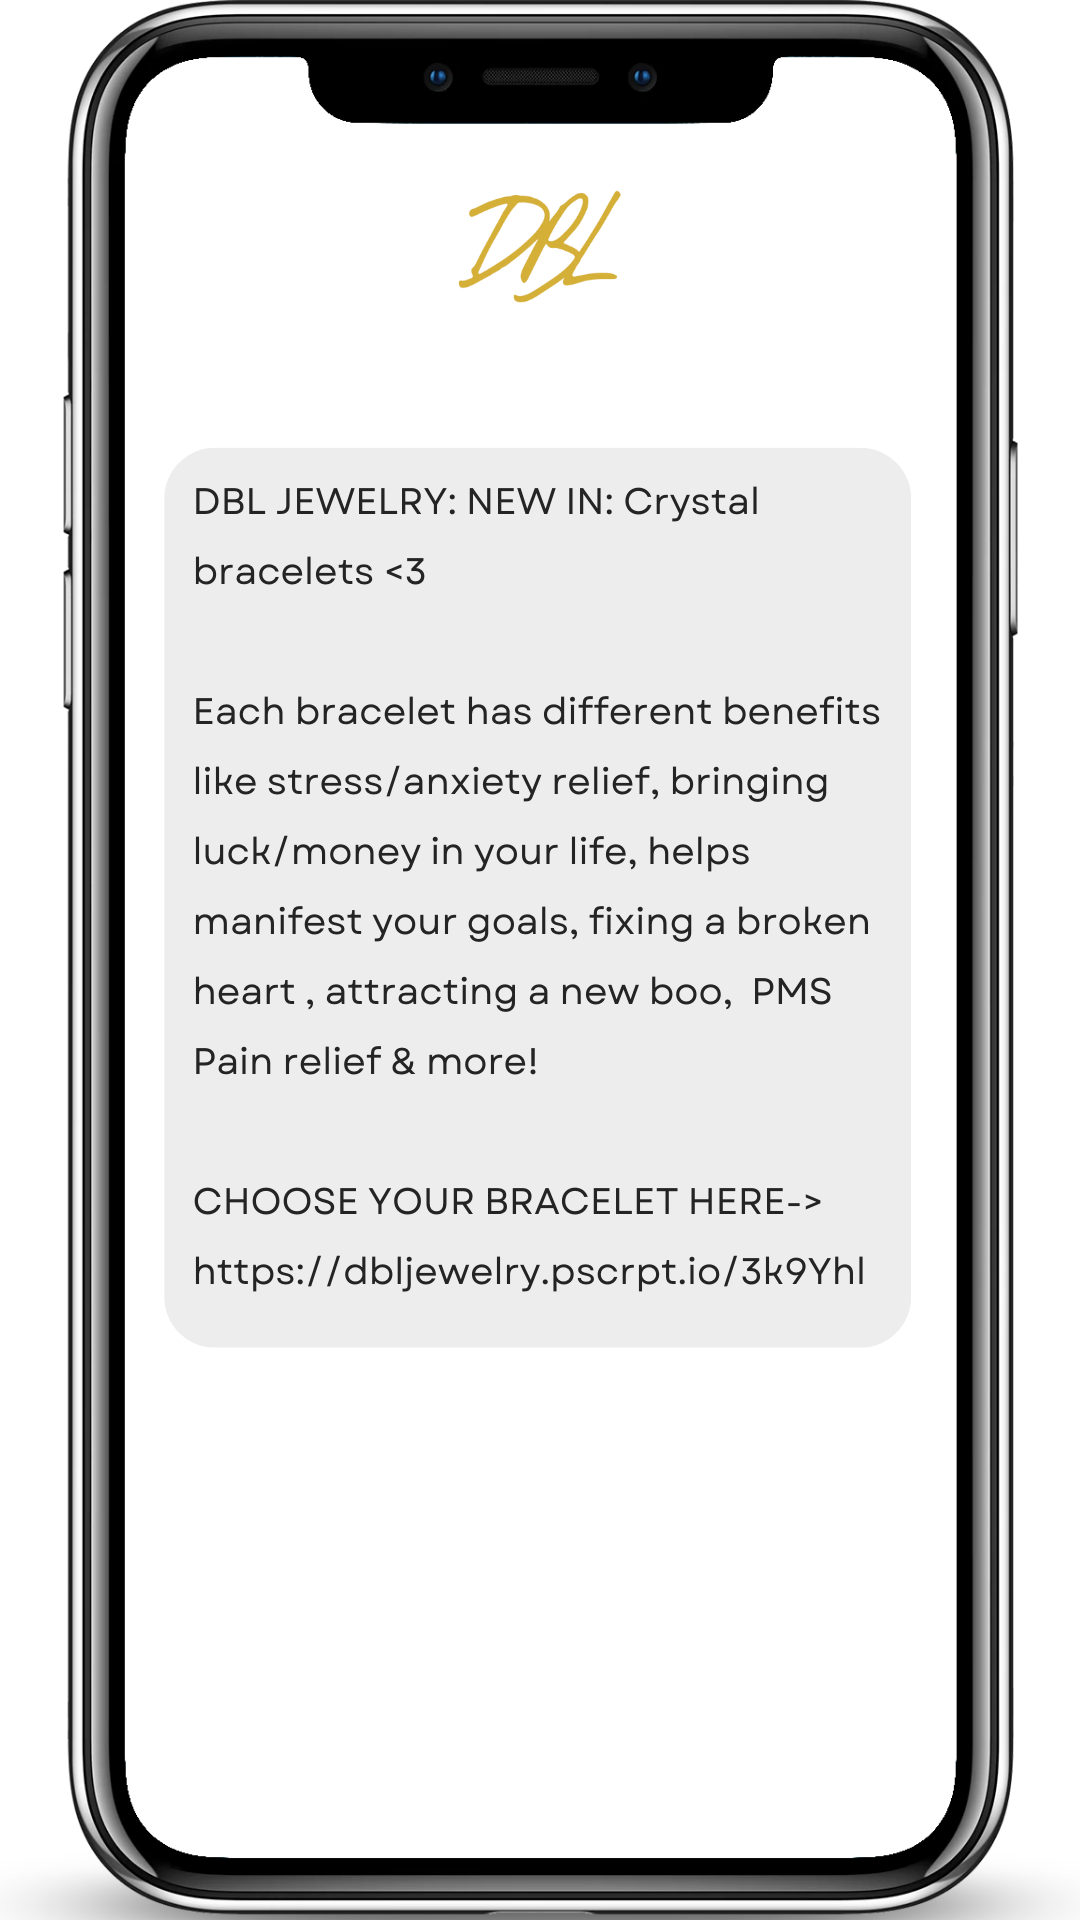 DBL
DBL JEWELRY: NEW IN: Crystal
bracelets <3
Each bracelet has different benefits
like stress/anxiety relief, bringing
luck/money in your life, helps
manifest your goals, fixing a broken
heart , attracting a new boo,  PMS
Pain relief & more!
CHOOSE YOUR BRACELET HERE->
https://dbljewelry.pscrpt.io/3k9Yhl